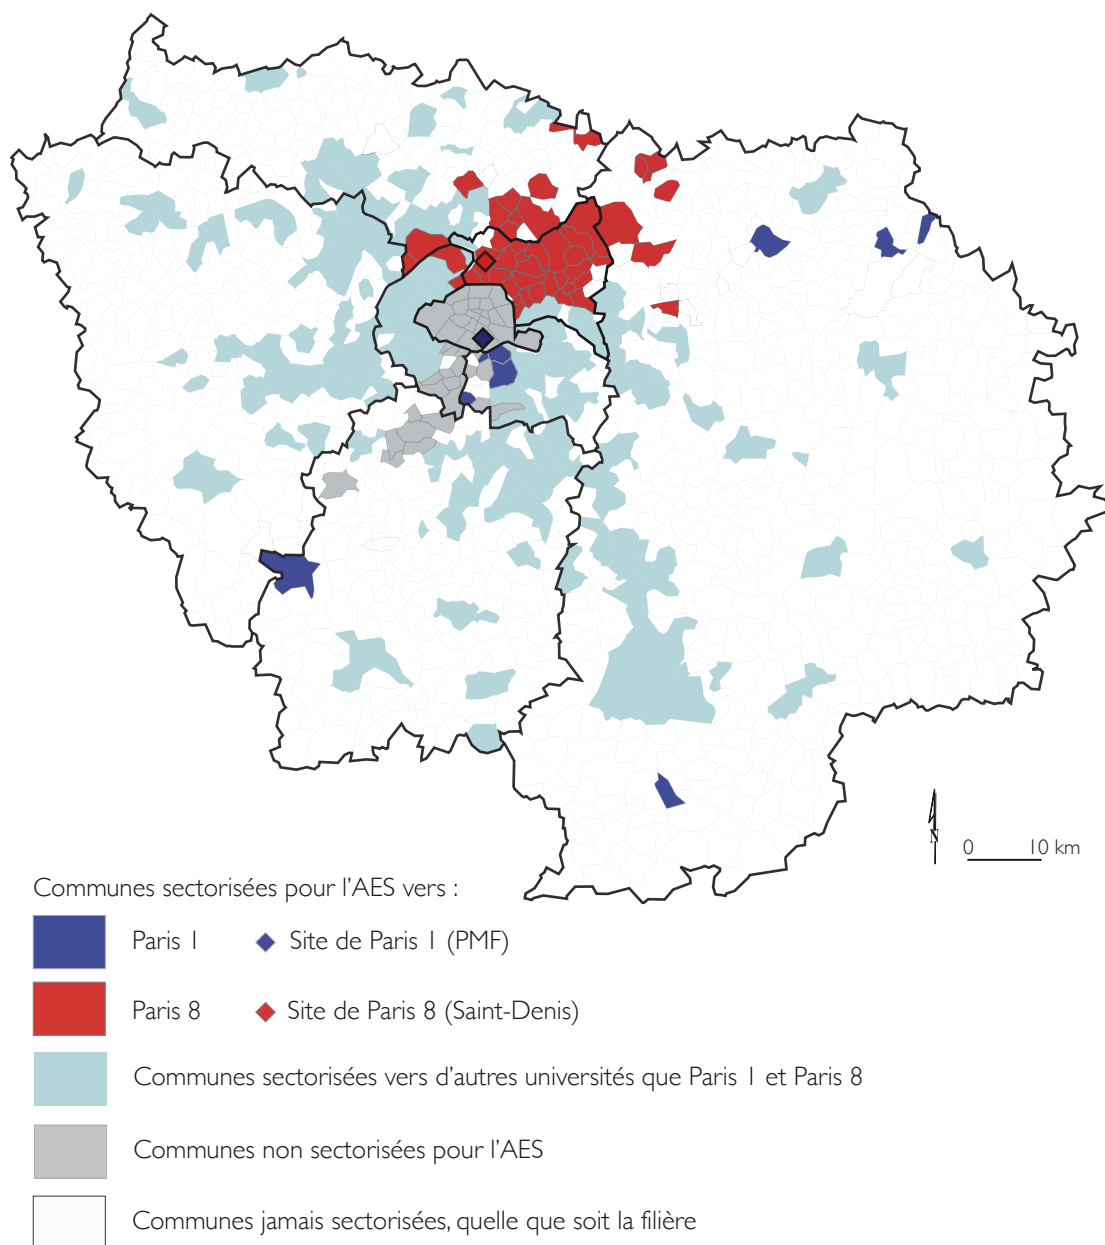 N
0 10 km
Communes sectorisées pour l'AES vers :
Paris 1 Site de Paris 1 (PMF)
Paris 8 Site de Paris 8 (Saint-Denis)
Communes sectorisées vers d'autres universités que Paris 1 et Paris 8
Communes non sectorisées pour l'AES
Communes jamais sectorisées, quelle que soit la filière